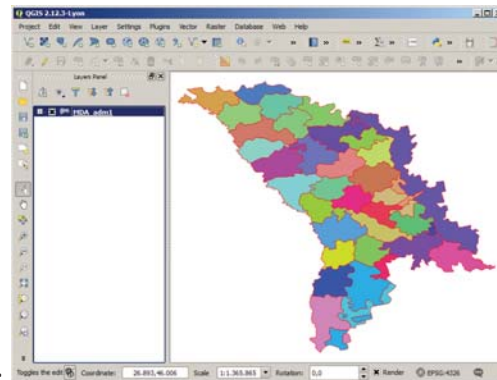 QGIS 2.12.3-Lyon
Project Edit View Layer Settings Plugins Vector Raster Database Web Help
Layers Panel
MDA_adm1
Toggles the edit Coordinate: 26.893,46.006 Scale 1:1.365.865 Rotation: 0,0 Render EPSG:4326